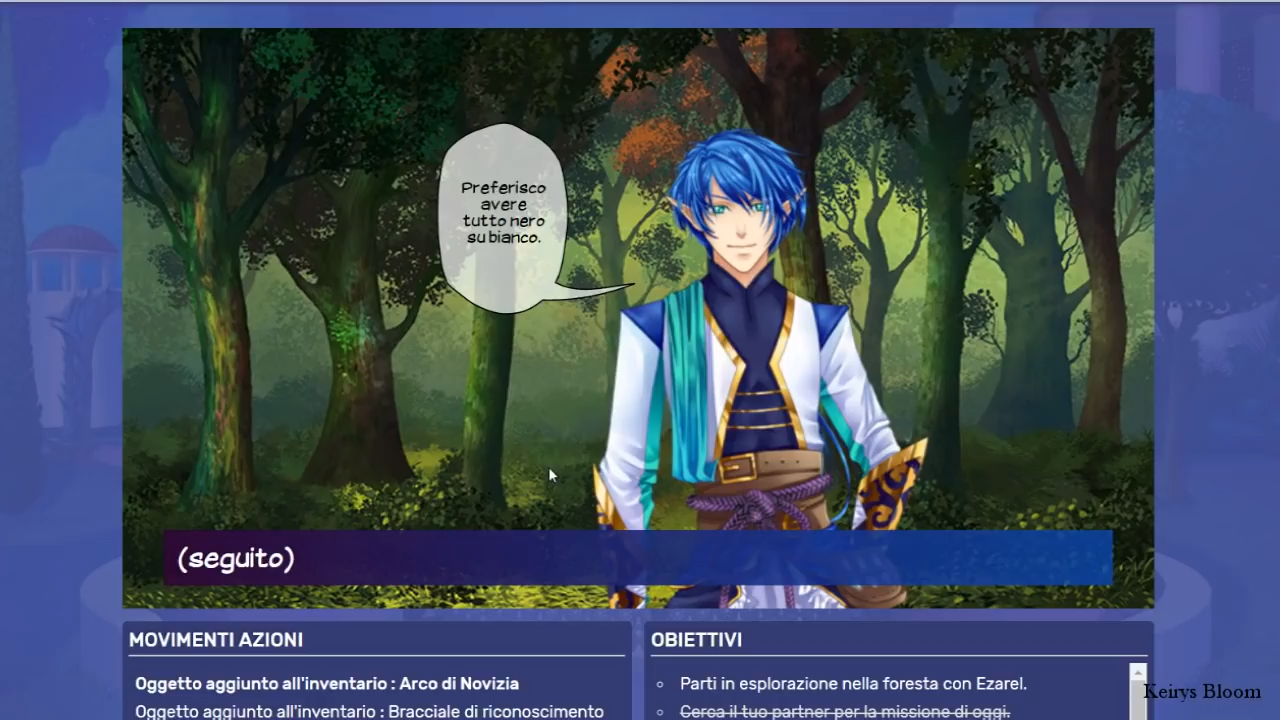 Preferisco
avere
tutto nero
su bianco.
(seguito)
MOVIMENTI AZIONI
Oggetto aggiunto all'inventario : Arco di Novizia
Oggetto aggiunto all'inventario : Bracciale di riconoscimento
OBIETTIVI
Parti in esplorazione nella foresta con Ezarel.
Cerca il tuo partner per la missione di oggi.
Keirys Bloom